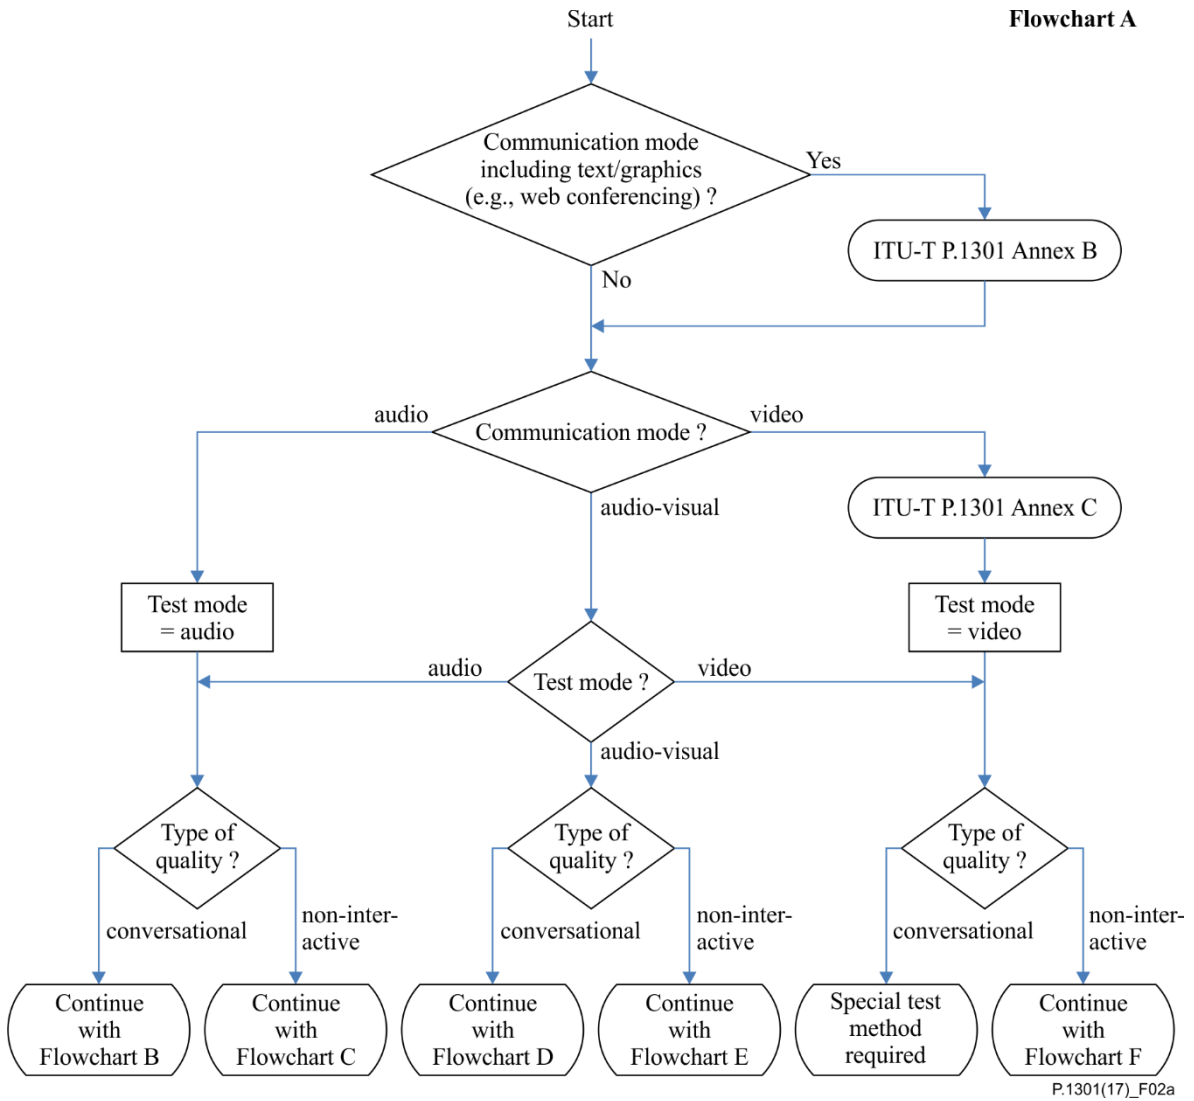 Start
Flowchart A
Communication mode
including text/graphics
(e.g., web conferencing) ?
Yes
ITU-T P.1301 Annex B
No
audio
Communication mode ?
video
audio-visual
ITU-T P.1301 Annex C
Test mode
= audio
Test mode
= video
audio
Test mode ?
video
audio-visual
Type of
quality ?
Type of
quality ?
Type of
quality ?
conversational
non-inter-
active
conversational
non-inter-
active
conversational
non-inter-
active
Continue
with
Flowchart B
Continue
with
Flowchart C
Continue
with
Flowchart D
Continue
with
Flowchart E
Special test
method
required
Continue
with
Flowchart F
P.1301(17)_F02a